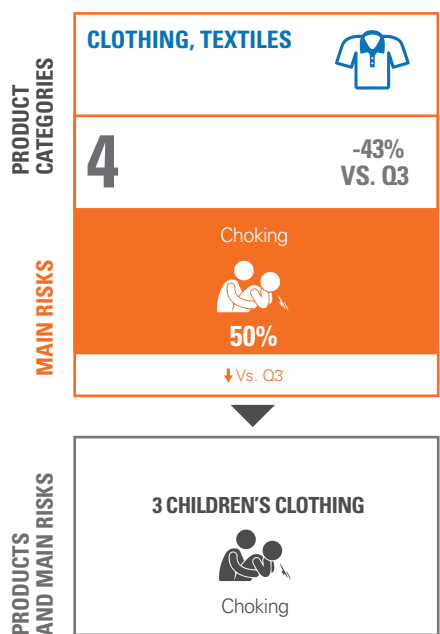 PRODUCT
CATEGORIES
CLOTHING, TEXTILES
4
-43%
VS. Q3
MAIN RISKS
Choking
50%
Vs. Q3
PRODUCTS
AND MAIN RISKS
3 CHILDREN'S CLOTHING
Choking